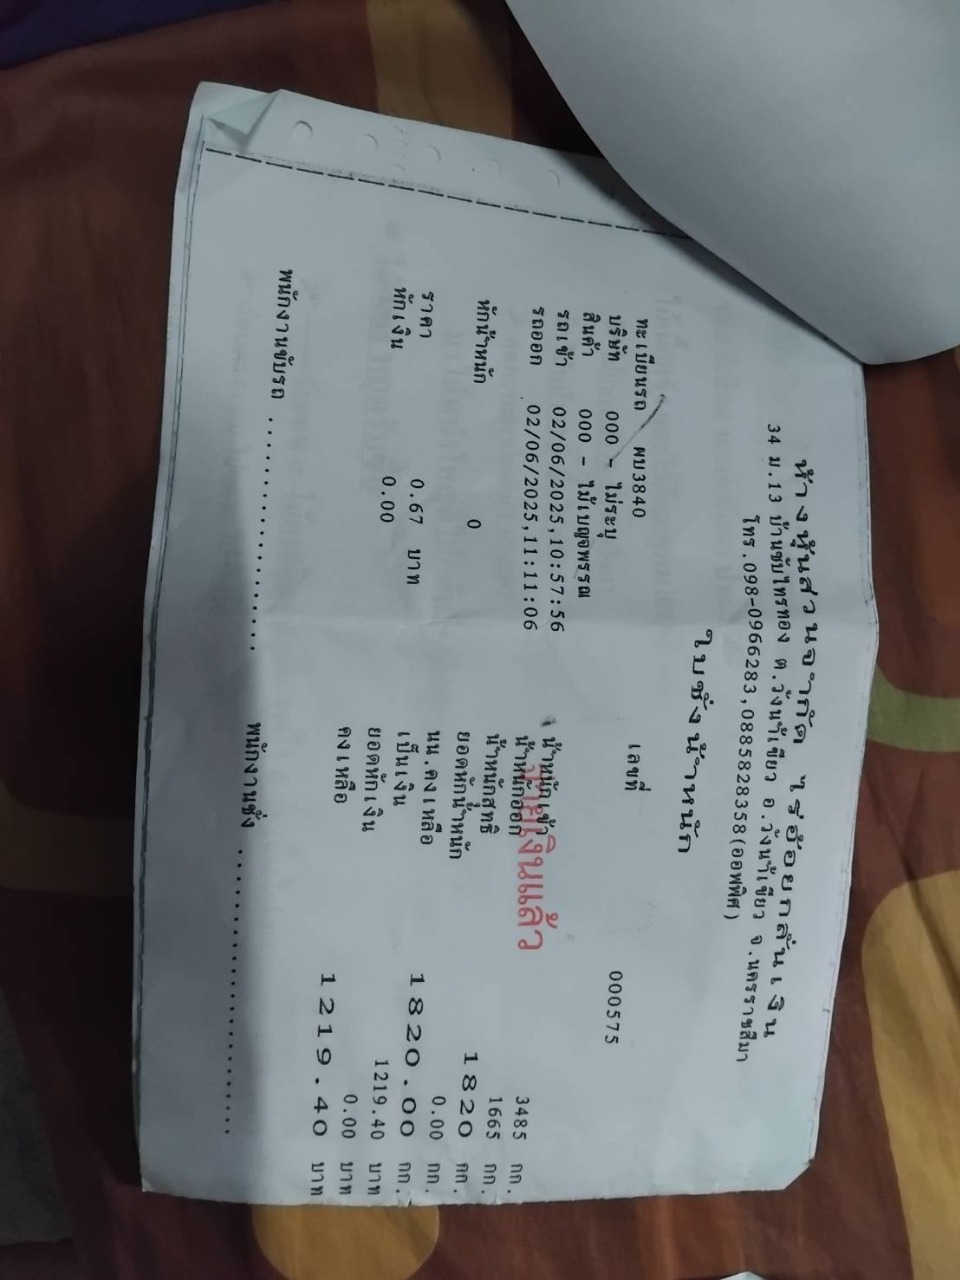 ห้างหุ้นส่วนจำกัด ไร่อ้อยกลิ่นเงิน
34 ม.13 บ้านซับไทรทอง ต.วังน้ำเขียว อ.วังน้ำเขียว จ.นครราชสีมา
โทร.098-0966283,0885828358(ออฟฟิศ)
ใบชั่งน้ำหนัก
ทะเบียนรถ ผบ3840 เลขที่ 000575
บริษัท 000 - ไม่ระบุ
สินค้า 000 - ไม้เบญจพรรณ
รถเข้า 02/06/2025,10:57:56 น้ำหนักเข้า 3485 กก.
รถออก 02/06/2025,11:11:06 น้ำหนักออก 1665 กก.
จ่ายเงินแล้ว
น้ำหนักสุทธิ 1820 กก.
หักน้ำหนัก 0 ยอดหักน้ำหนัก 0.00 กก.
นน.คงเหลือ 1820.00 กก.
ราคา 0.67 บาท เป็นเงิน 1219.40 บาท
หักเงิน 0.00 ยอดหักเงิน 0.00 บาท
คงเหลือ 1219.40 บาท
พนักงานขับรถ ........................ พนักงานชั่ง ..............................